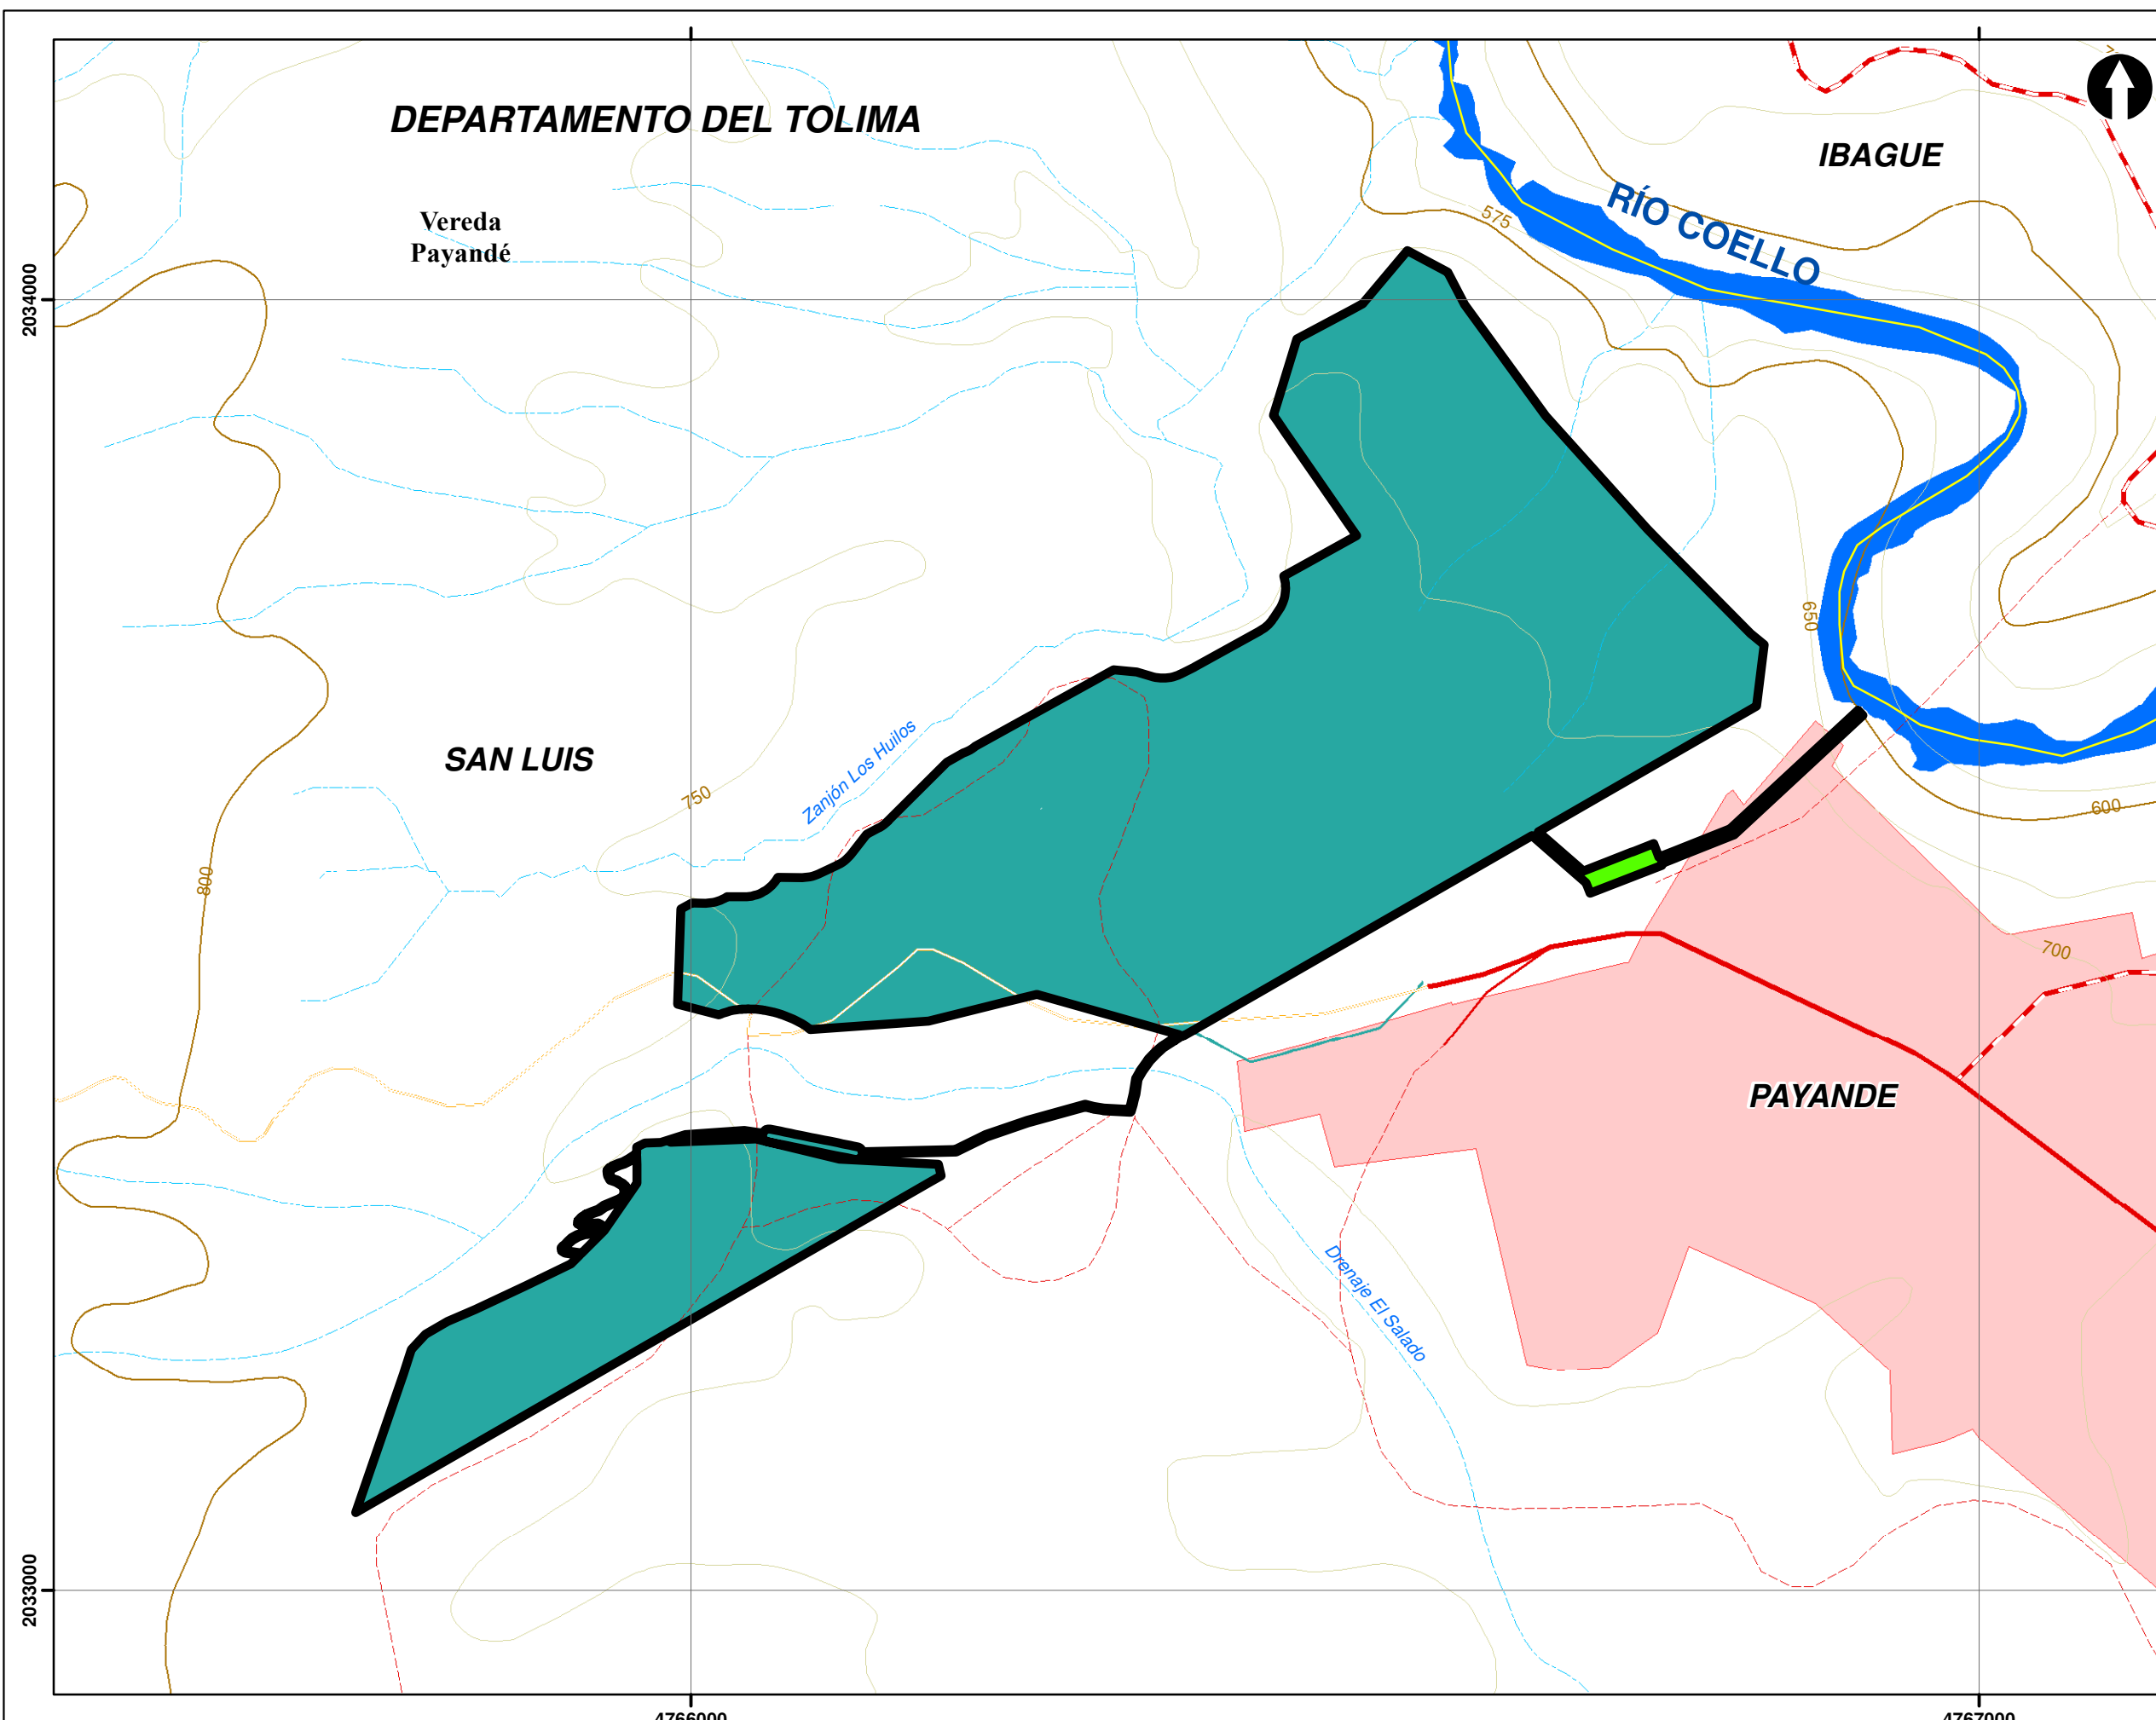 DEPARTAMENTO DEL TOLIMA
IBAGUE
Vereda
Payandé
RÍO COELLO
575
2034000
650
SAN LUIS
750
Zanjón Los Huilos
600
800
700
PAYANDE
Drenaje El Salado
2033000
4766000
4767000